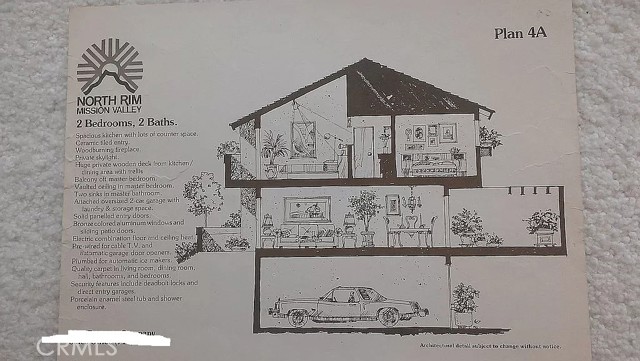 Plan 4A
NORTH RIM
MISSION VALLEY
2 Bedrooms, 2 Baths.
Spacious kitchen with lots of counter space.
Ceramic tiled entry.
Woodburning fireplace.
Private skylight.
Huge private wooden deck from kitchen/
dining area with trellis.
Balcony off master bedroom.
Vaulted ceiling in master bedroom.
Two sinks in master bathroom.
Attached oversized 2-car garage with
laundry & storage space.
Solid panelled entry doors.
Bronze colored aluminum windows and
sliding patio doors.
Electric combination floor and ceiling heat.
Pre-wired for cable T.V. and
automatic garage door openers.
Plumbed for automatic ice makers.
Quality carpet in living room, dining room,
hall, bathrooms, and bedrooms.
Security features include deadbolt locks and
direct entry garages.
Porcelain enamel steel tub and shower
enclosure.
CRMLS
Architectural detail subject to change without notice.